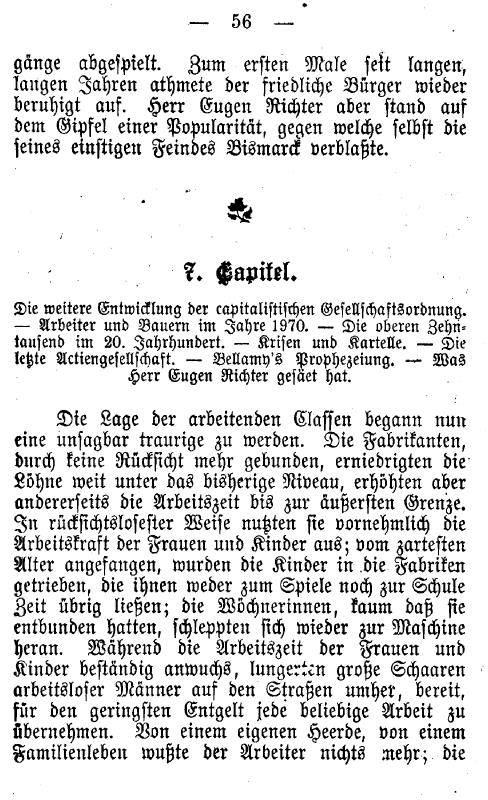 — 56 —
gänge abgespielt. Zum ersten Male seit langen,
langen Jahren athmete der friedliche Bürger wieder
beruhigt auf. Herr Eugen Richter aber stand auf
dem Gipfel einer Popularität, gegen welche selbst die
seines einstigen Feindes Bismarck verblaßte.
7. Capitel.
Die weitere Entwicklung der capitalistischen Gesellschaftsordnung.
— Arbeiter und Bauern im Jahre 1970. — Die oberen Zehn-
tausend im 20. Jahrhundert. — Krisen und Kartelle. — Die
letzte Actiengesellschaft. — Bellamy's Prophezeiung. — Was
Herr Eugen Richter gesäet hat.
Die Lage der arbeitenden Classen begann nun
eine unsagbar traurige zu werden. Die Fabrikanten,
durch keine Rücksicht mehr gebunden, erniedrigten die
Löhne weit unter das bisherige Niveau, erhöhten aber
andererseits die Arbeitszeit bis zur äußersten Grenze.
In rücksichtslosester Weise nutzten sie vornehmlich die
Arbeitskraft der Frauen und Kinder aus; vom zartesten
Alter angefangen, wurden die Kinder in die Fabriken
getrieben, die ihnen weder zum Spiele noch zur Schule
Zeit übrig ließen; die Wöchnerinnen, kaum daß sie
entbunden hatten, schleppten sich wieder zur Maschine
heran. Während die Arbeitszeit der Frauen und
Kinder beständig anwuchs, lungerten große Schaaren
arbeitsloser Männer auf den Straßen umher, bereit,
für den geringsten Entgelt jede beliebige Arbeit zu
übernehmen. Von einem eigenen Heerde, von einem
Familienleben wußte der Arbeiter nichts mehr; die